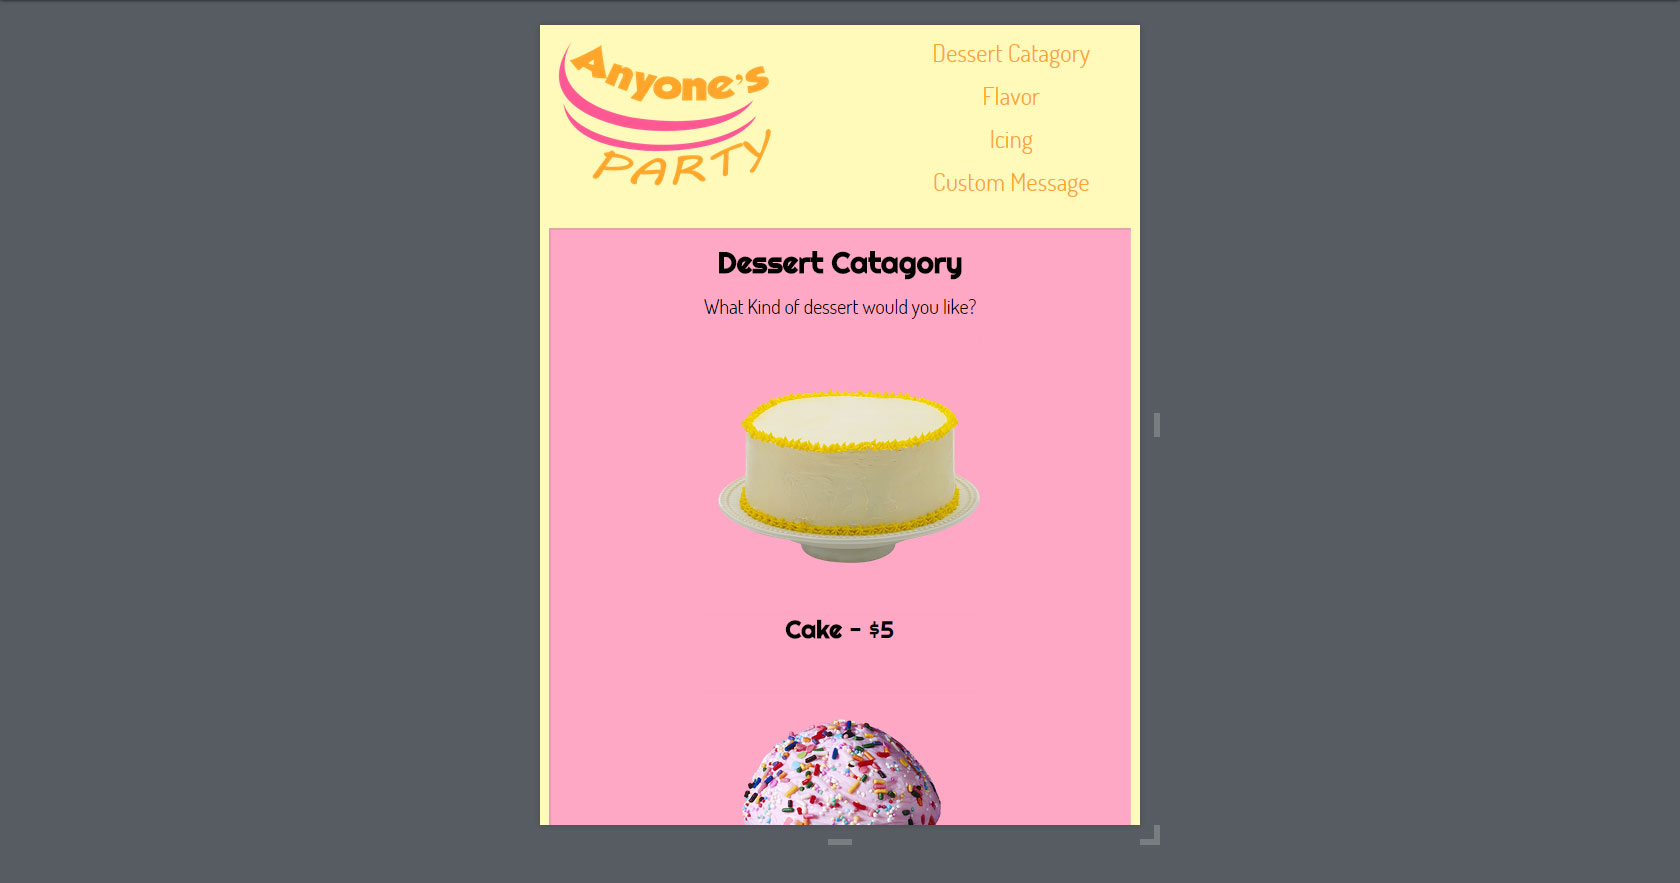 Anyone's
PARTY
Dessert Catagory
Flavor
Icing
Custom Message
Dessert Catagory
What Kind of dessert would you like?
Cake - $5